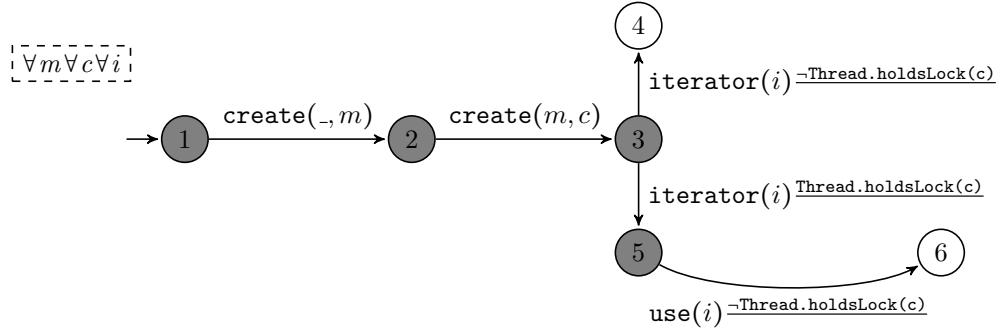 4
∀m∀c∀i
iterator(i) ¬Thread.holdsLock(c)
create(_, m)
create(m, c)
1
2
3
iterator(i) Thread.holdsLock(c)
5
6
use(i) ¬Thread.holdsLock(c)